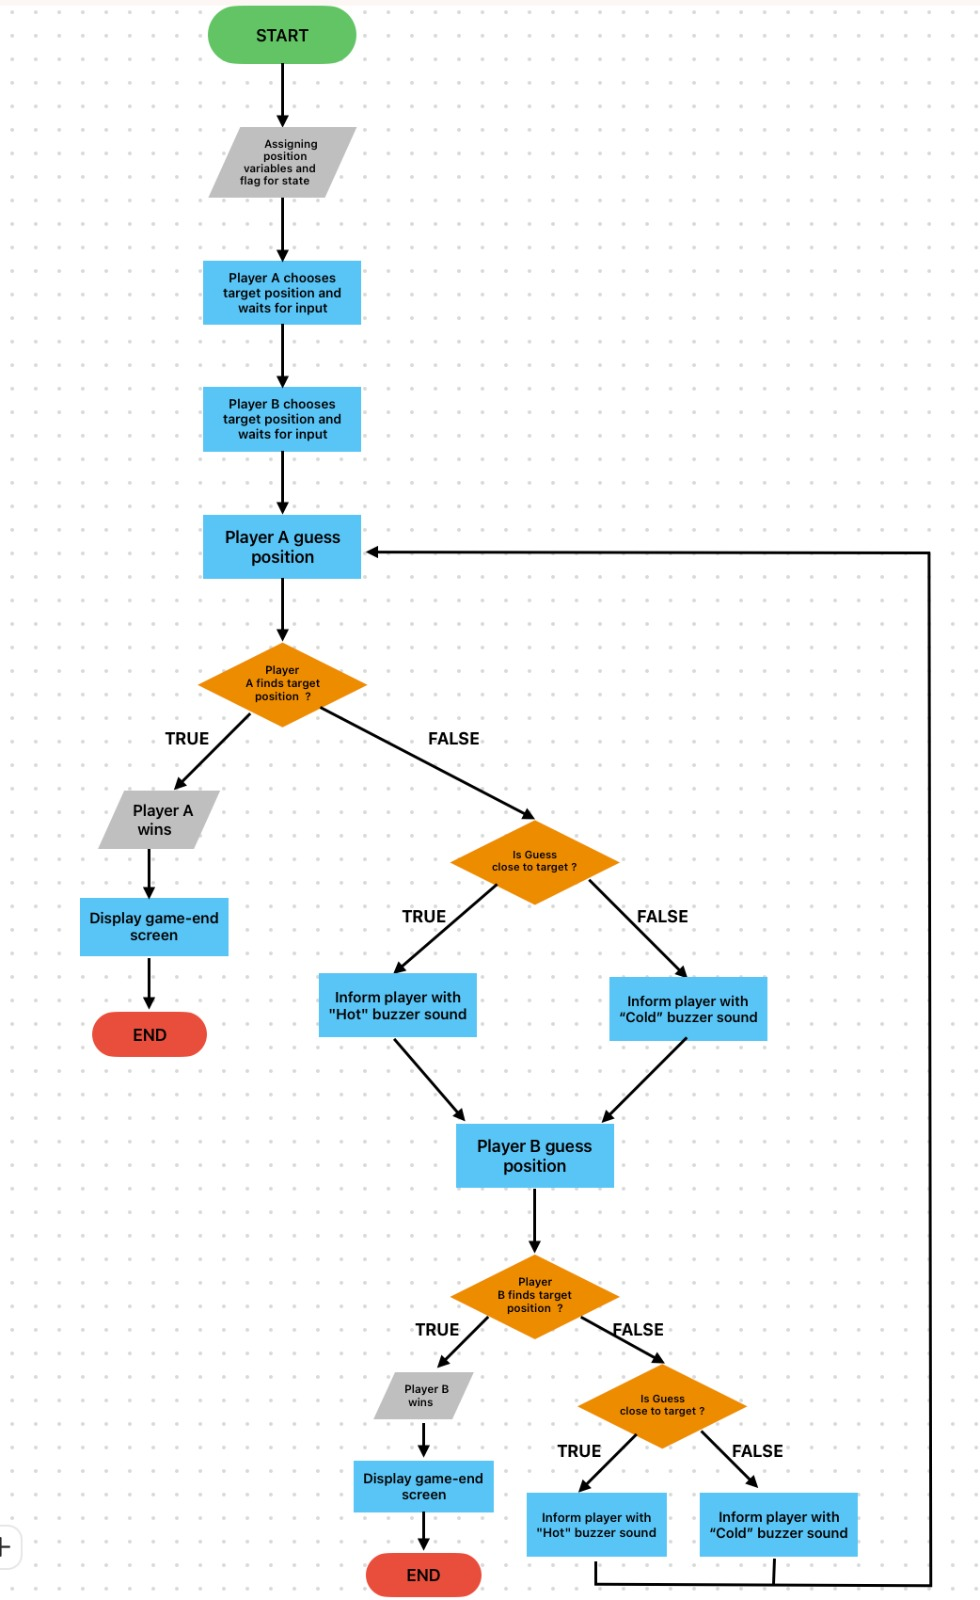 START
Assigning
position
variables and
flag for state
Player A chooses
target position and
waits for input
Player B chooses
target position and
waits for input
Player A guess
position
Player
A finds target
position ?
TRUE
FALSE
Player A
wins
Is Guess
close to target ?
Display game-end
screen
TRUE
FALSE
END
Inform player with
"Hot" buzzer sound
Inform player with
“Cold” buzzer sound
Player B guess
position
Player
B finds target
position ?
TRUE
FALSE
Player B
wins
Is Guess
close to target ?
TRUE
FALSE
Display game-end
screen
Inform player with
"Hot" buzzer sound
Inform player with
“Cold” buzzer sound
END